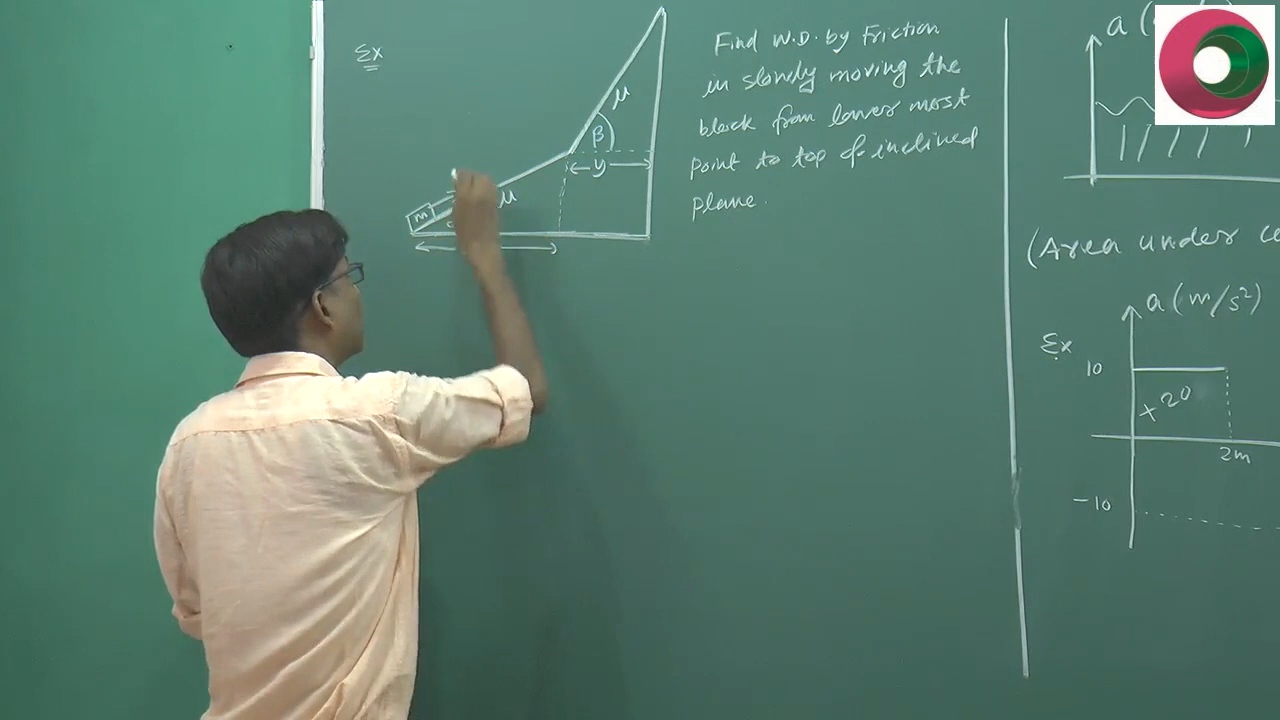 Ex
Find W.D. by Friction
in slowly moving the
block from lower most
point to top of inclined
plane.
μ
β
y
μ
m
a (
(Area under c
a (m/s²)
Ex
10
+20
2m
-10